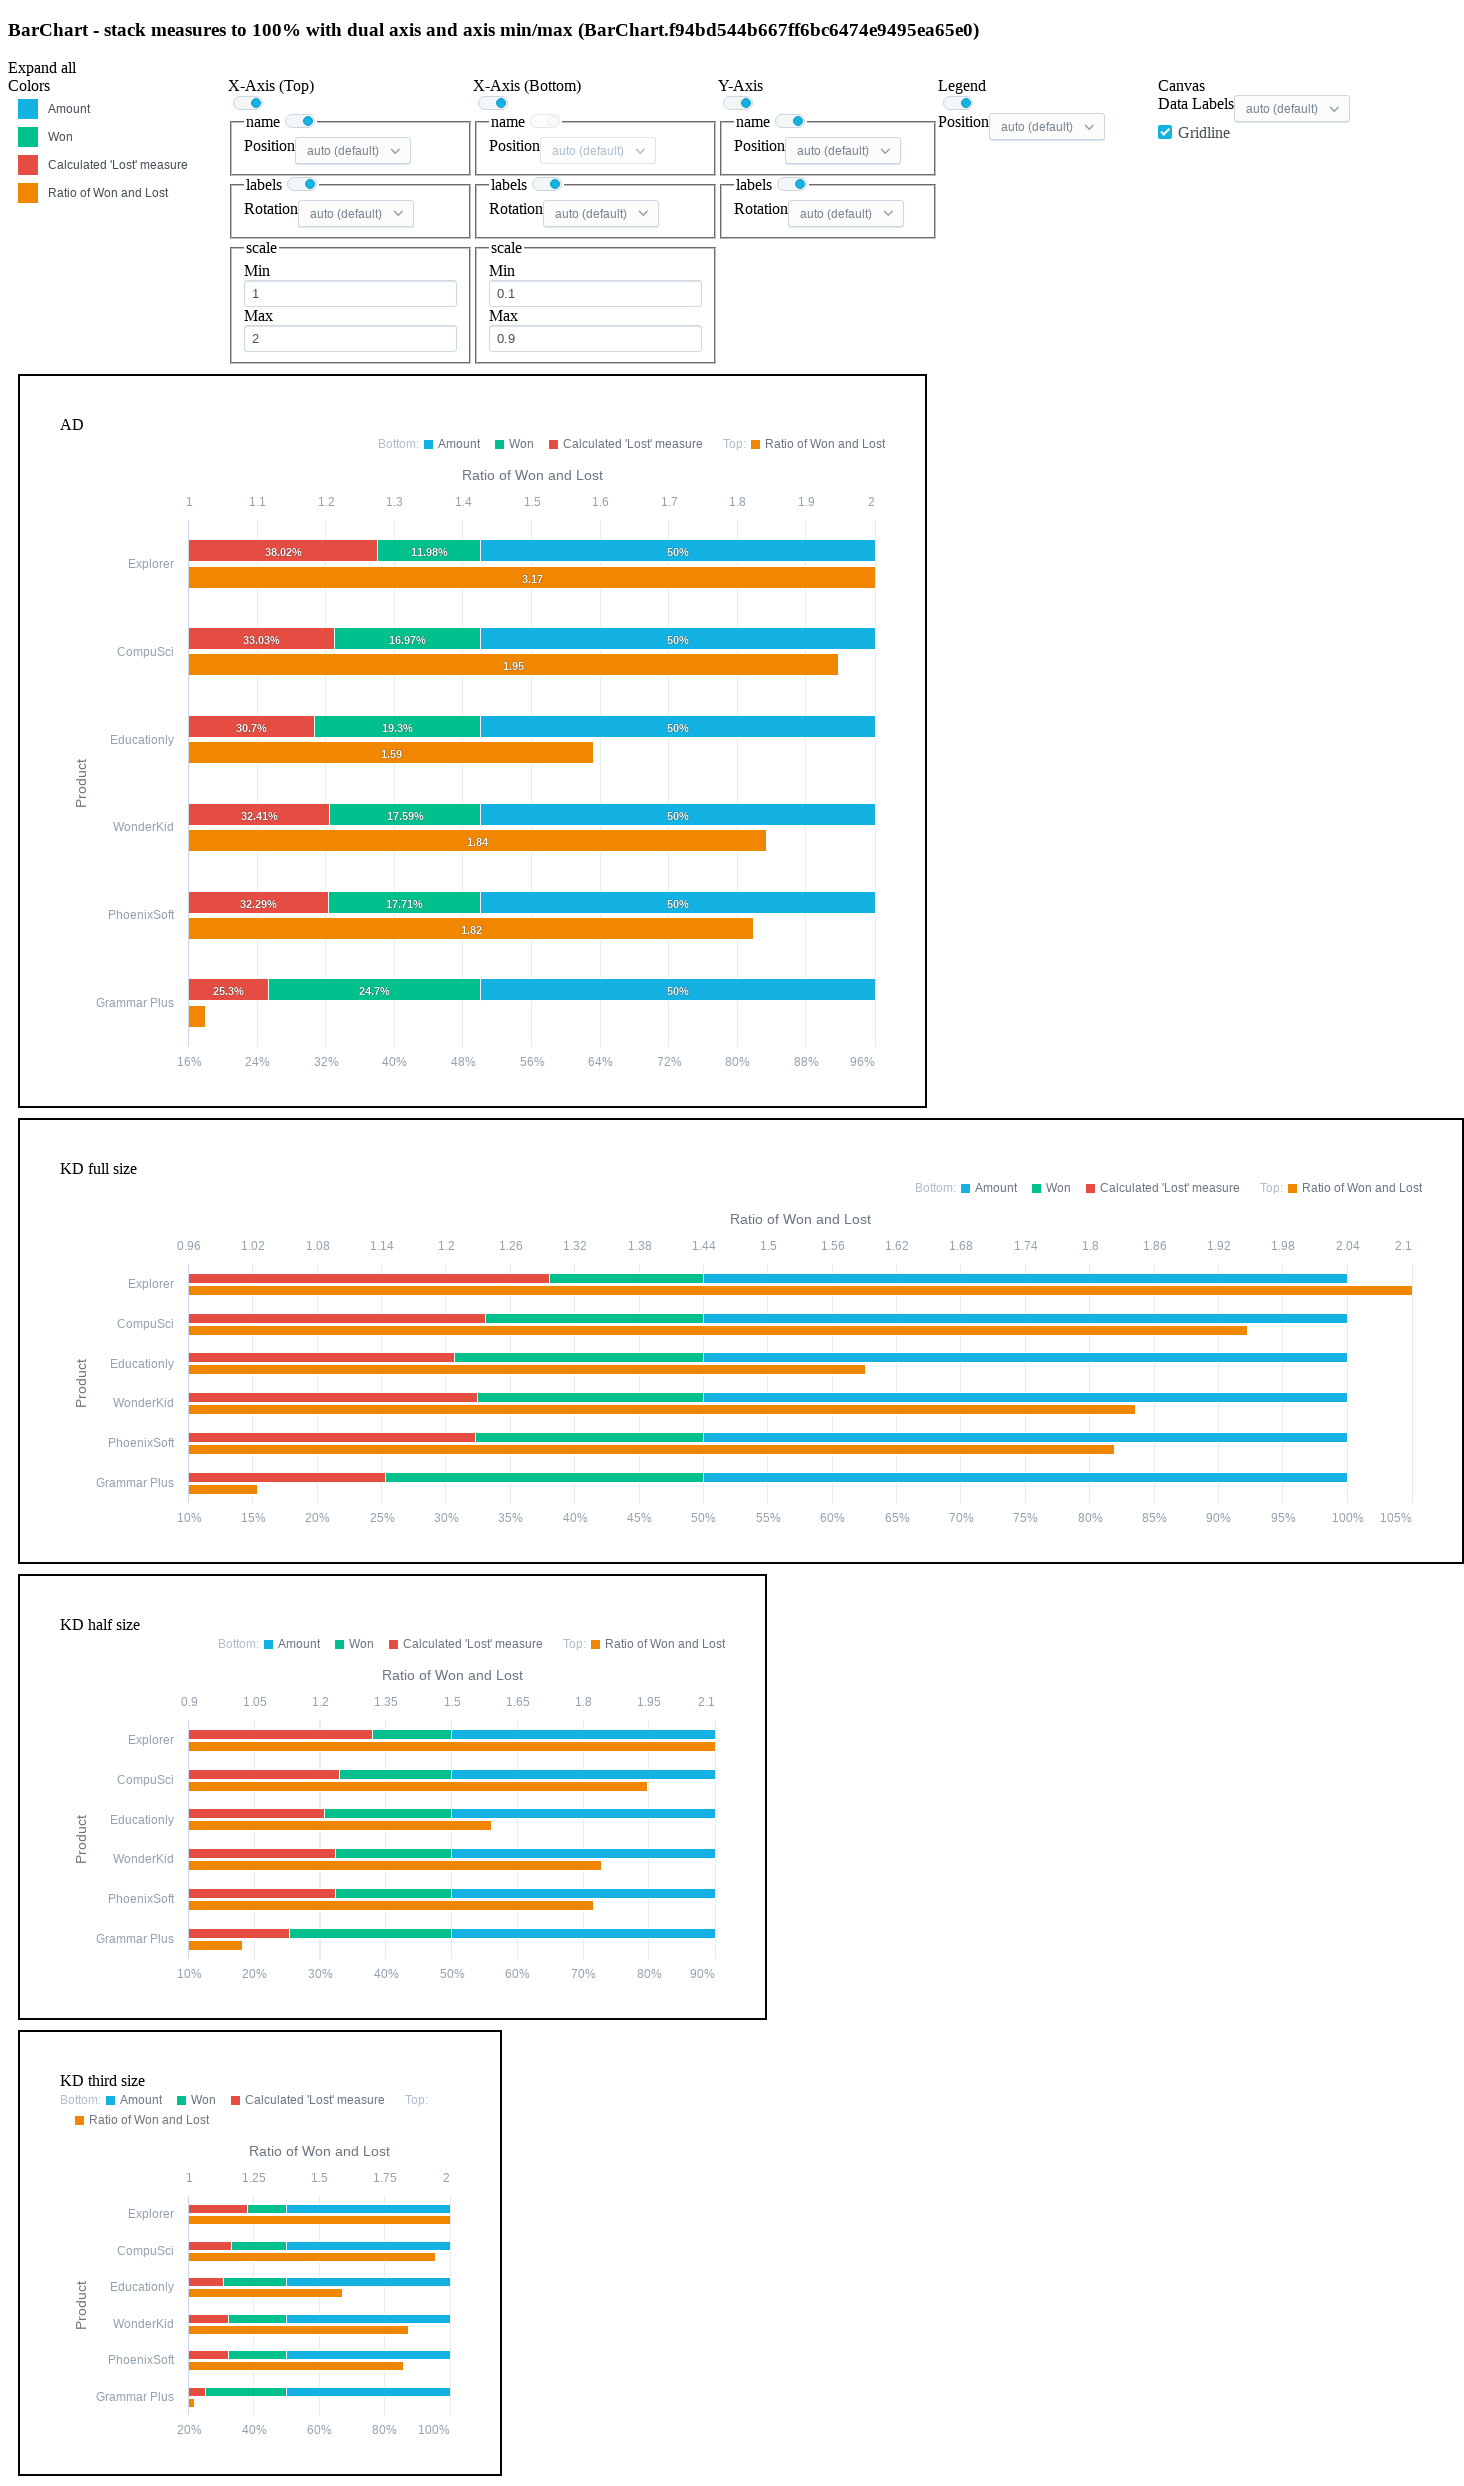 BarChart - stack measures to 100% with dual axis and axis min/max (BarChart.f94bd544b667ff6bc6474e9495ea65e0)
Expand all
Colors
Amount
Won
Calculated 'Lost' measure
Ratio of Won and Lost
X-Axis (Top)
name
Position auto (default)
labels
Rotation auto (default)
scale
Min
1
Max
2
X-Axis (Bottom)
name
Position auto (default)
labels
Rotation auto (default)
scale
Min
0.1
Max
0.9
Y-Axis
name
Position auto (default)
labels
Rotation auto (default)
Legend
Position auto (default)
Canvas
Data Labels auto (default)
Gridline
AD
Bottom: Amount Won Calculated 'Lost' measure Top: Ratio of Won and Lost
Ratio of Won and Lost
1 1.1 1.2 1.3 1.4 1.5 1.6 1.7 1.8 1.9 2
Product
Explorer 38.02% 11.98% 50%
3.17
CompuSci 33.03% 16.97% 50%
1.95
Educationly 30.7% 19.3% 50%
1.59
WonderKid 32.41% 17.59% 50%
1.84
PhoenixSoft 32.29% 17.71% 50%
1.82
Grammar Plus 25.3% 24.7% 50%
16% 24% 32% 40% 48% 56% 64% 72% 80% 88% 96%
KD full size
Bottom: Amount Won Calculated 'Lost' measure Top: Ratio of Won and Lost
Ratio of Won and Lost
0.96 1.02 1.08 1.14 1.2 1.26 1.32 1.38 1.44 1.5 1.56 1.62 1.68 1.74 1.8 1.86 1.92 1.98 2.04 2.1
Product
Explorer
CompuSci
Educationly
WonderKid
PhoenixSoft
Grammar Plus
10% 15% 20% 25% 30% 35% 40% 45% 50% 55% 60% 65% 70% 75% 80% 85% 90% 95% 100% 105%
KD half size
Bottom: Amount Won Calculated 'Lost' measure Top: Ratio of Won and Lost
Ratio of Won and Lost
0.9 1.05 1.2 1.35 1.5 1.65 1.8 1.95 2.1
Product
Explorer
CompuSci
Educationly
WonderKid
PhoenixSoft
Grammar Plus
10% 20% 30% 40% 50% 60% 70% 80% 90%
KD third size
Bottom: Amount Won Calculated 'Lost' measure Top:
Ratio of Won and Lost
Ratio of Won and Lost
1 1.25 1.5 1.75 2
Product
Explorer
CompuSci
Educationly
WonderKid
PhoenixSoft
Grammar Plus
20% 40% 60% 80% 100%